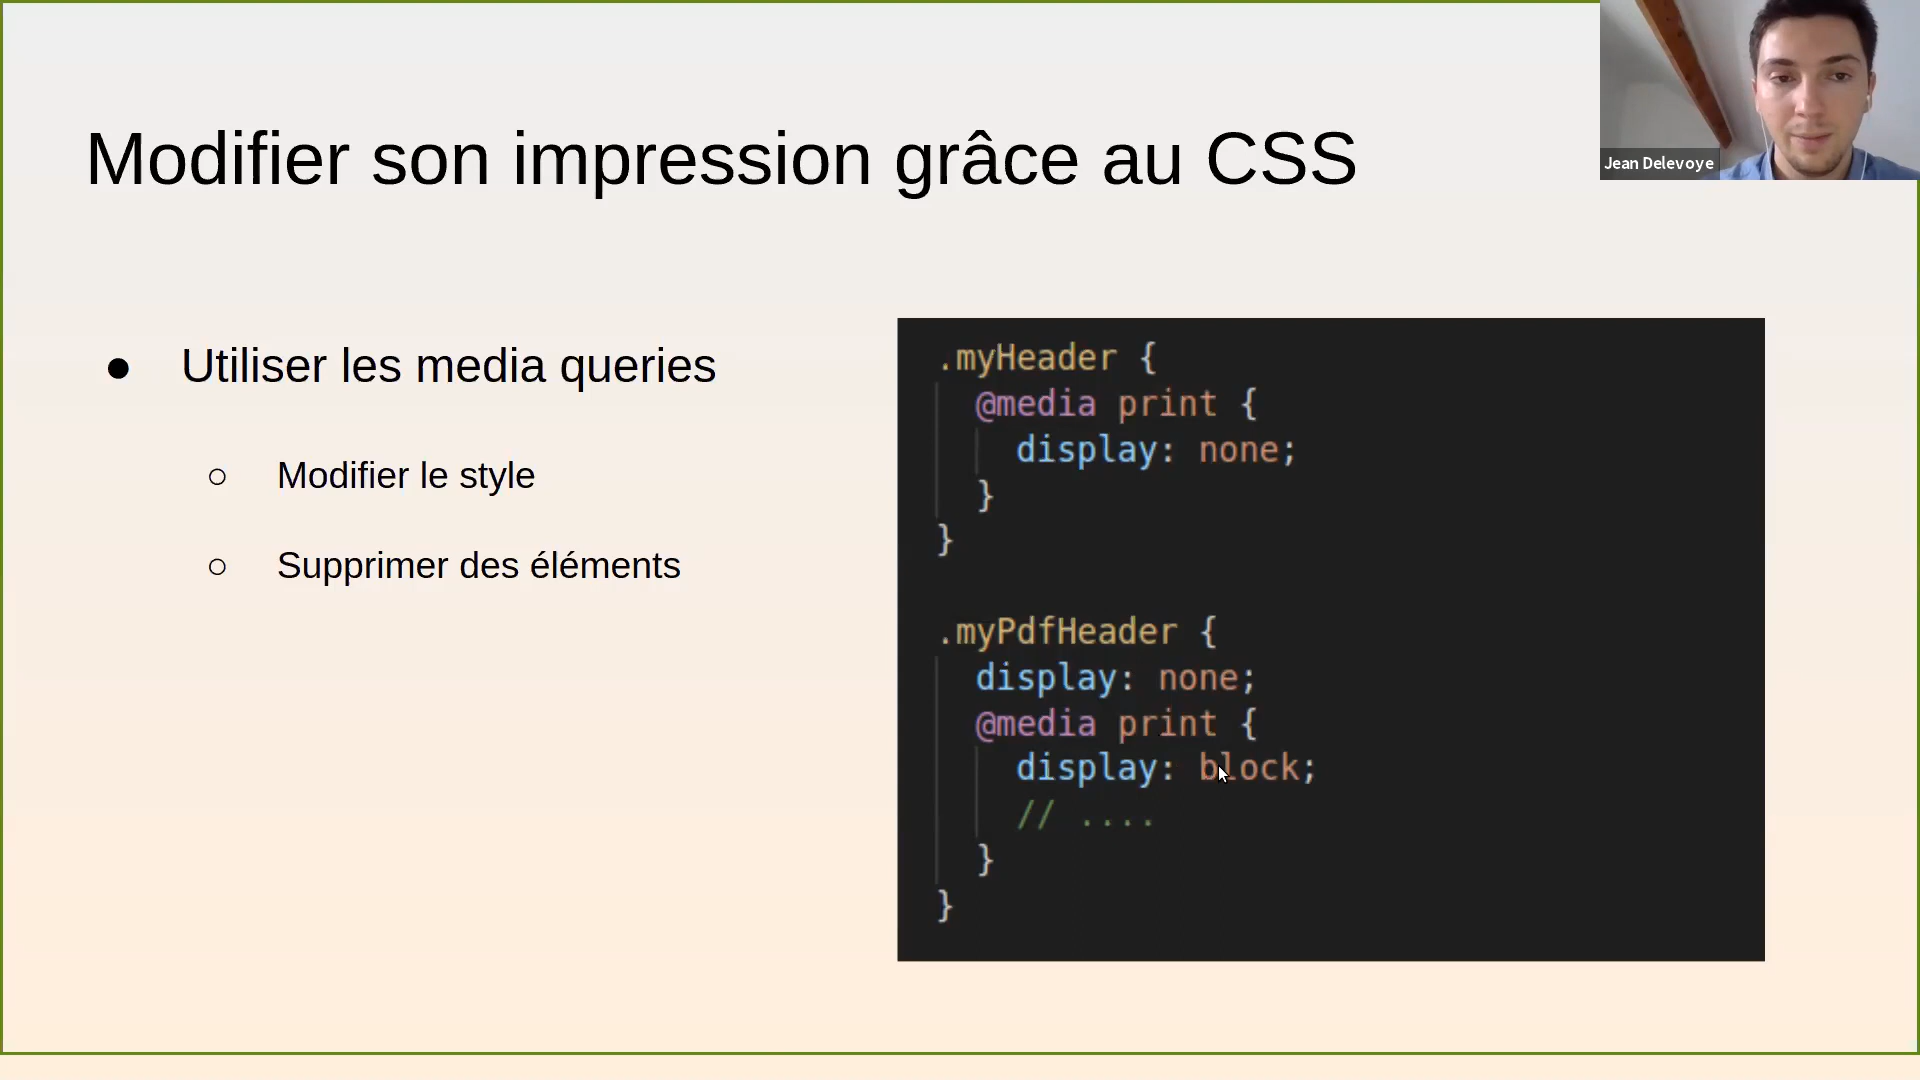 Modifier son impression grâce au CSS
Jean Delevoye
● Utiliser les media queries
○ Modifier le style
○ Supprimer des éléments
.myHeader {
@media print {
display: none;
}
}
.myPdfHeader {
display: none;
@media print {
display: block;
// ....
}
}